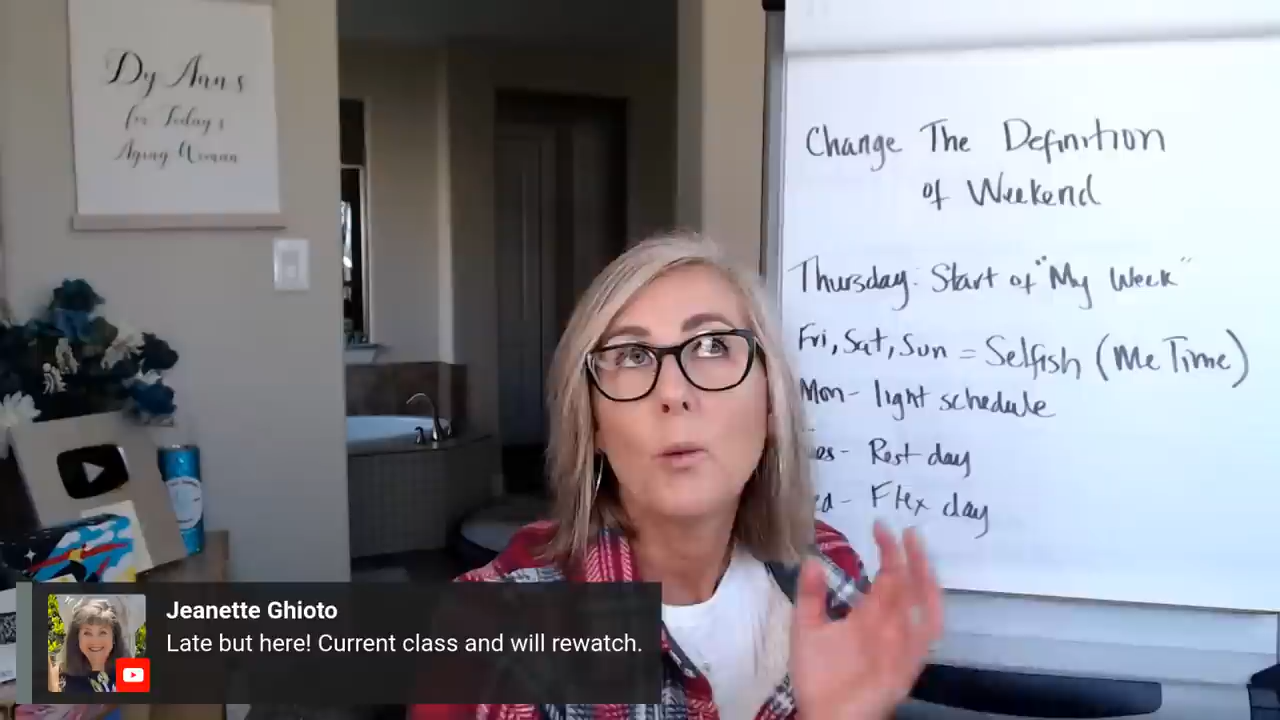 Dy Ann's
for Today's
Aging Woman
Change The Definition
of Weekend
Thursday: Start of "My Week"
Fri, Sat, Sun = Selfish (Me Time)
Mon - light schedule
es - Rest day
ed - Flex day
Jeanette Ghioto
Late but here! Current class and will rewatch.